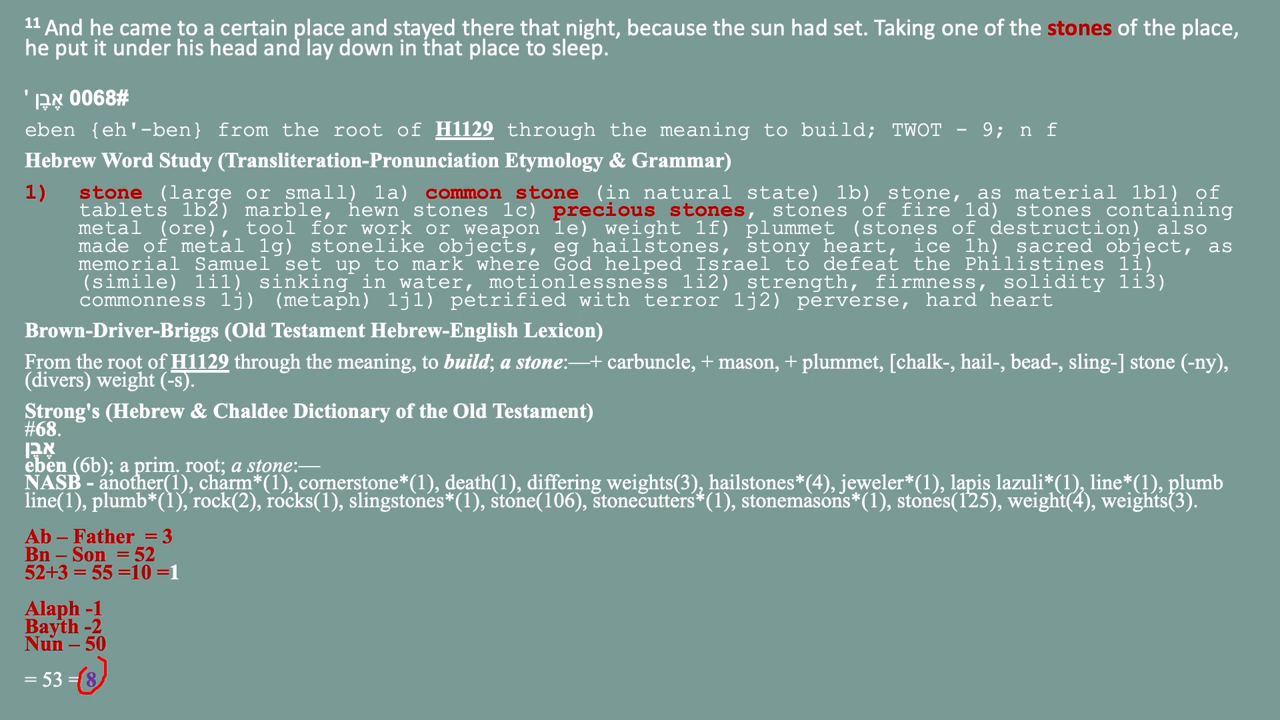 11 And he came to a certain place and stayed there that night, because the sun had set. Taking one of the stones of the place,
he put it under his head and lay down in that place to sleep.
' אֶבֶן 0068#
eben {eh'-ben} from the root of H1129 through the meaning to build; TWOT - 9; n f
Hebrew Word Study (Transliteration-Pronunciation Etymology & Grammar)
1) stone (large or small) 1a) common stone (in natural state) 1b) stone, as material 1b1) of
tablets 1b2) marble, hewn stones 1c) precious stones, stones of fire 1d) stones containing
metal (ore), tool for work or weapon 1e) weight 1f) plummet (stones of destruction) also
made of metal 1g) stonelike objects, eg hailstones, stony heart, ice 1h) sacred object, as
memorial Samuel set up to mark where God helped Israel to defeat the Philistines 1i)
(simile) 1i1) sinking in water, motionlessness 1i2) strength, firmness, solidity 1i3)
commonness 1j) (metaph) 1j1) petrified with terror 1j2) perverse, hard heart
Brown-Driver-Briggs (Old Testament Hebrew-English Lexicon)
From the root of H1129 through the meaning, to build; a stone:—+ carbuncle, + mason, + plummet, [chalk-, hail-, bead-, sling-] stone (-ny),
(divers) weight (-s).
Strong's (Hebrew & Chaldee Dictionary of the Old Testament)
#68.
אֶבֶן
eben (6b); a prim. root; a stone:—
NASB - another(1), charm*(1), cornerstone*(1), death(1), differing weights(3), hailstones*(4), jeweler*(1), lapis lazuli*(1), line*(1), plumb
line(1), plumb*(1), rock(2), rocks(1), slingstones*(1), stone(106), stonecutters*(1), stonemasons*(1), stones(125), weight(4), weights(3).
Ab – Father = 3
Bn – Son = 52
52+3 = 55 =10 =1
Alaph -1
Bayth -2
Nun – 50
= 53 = 8